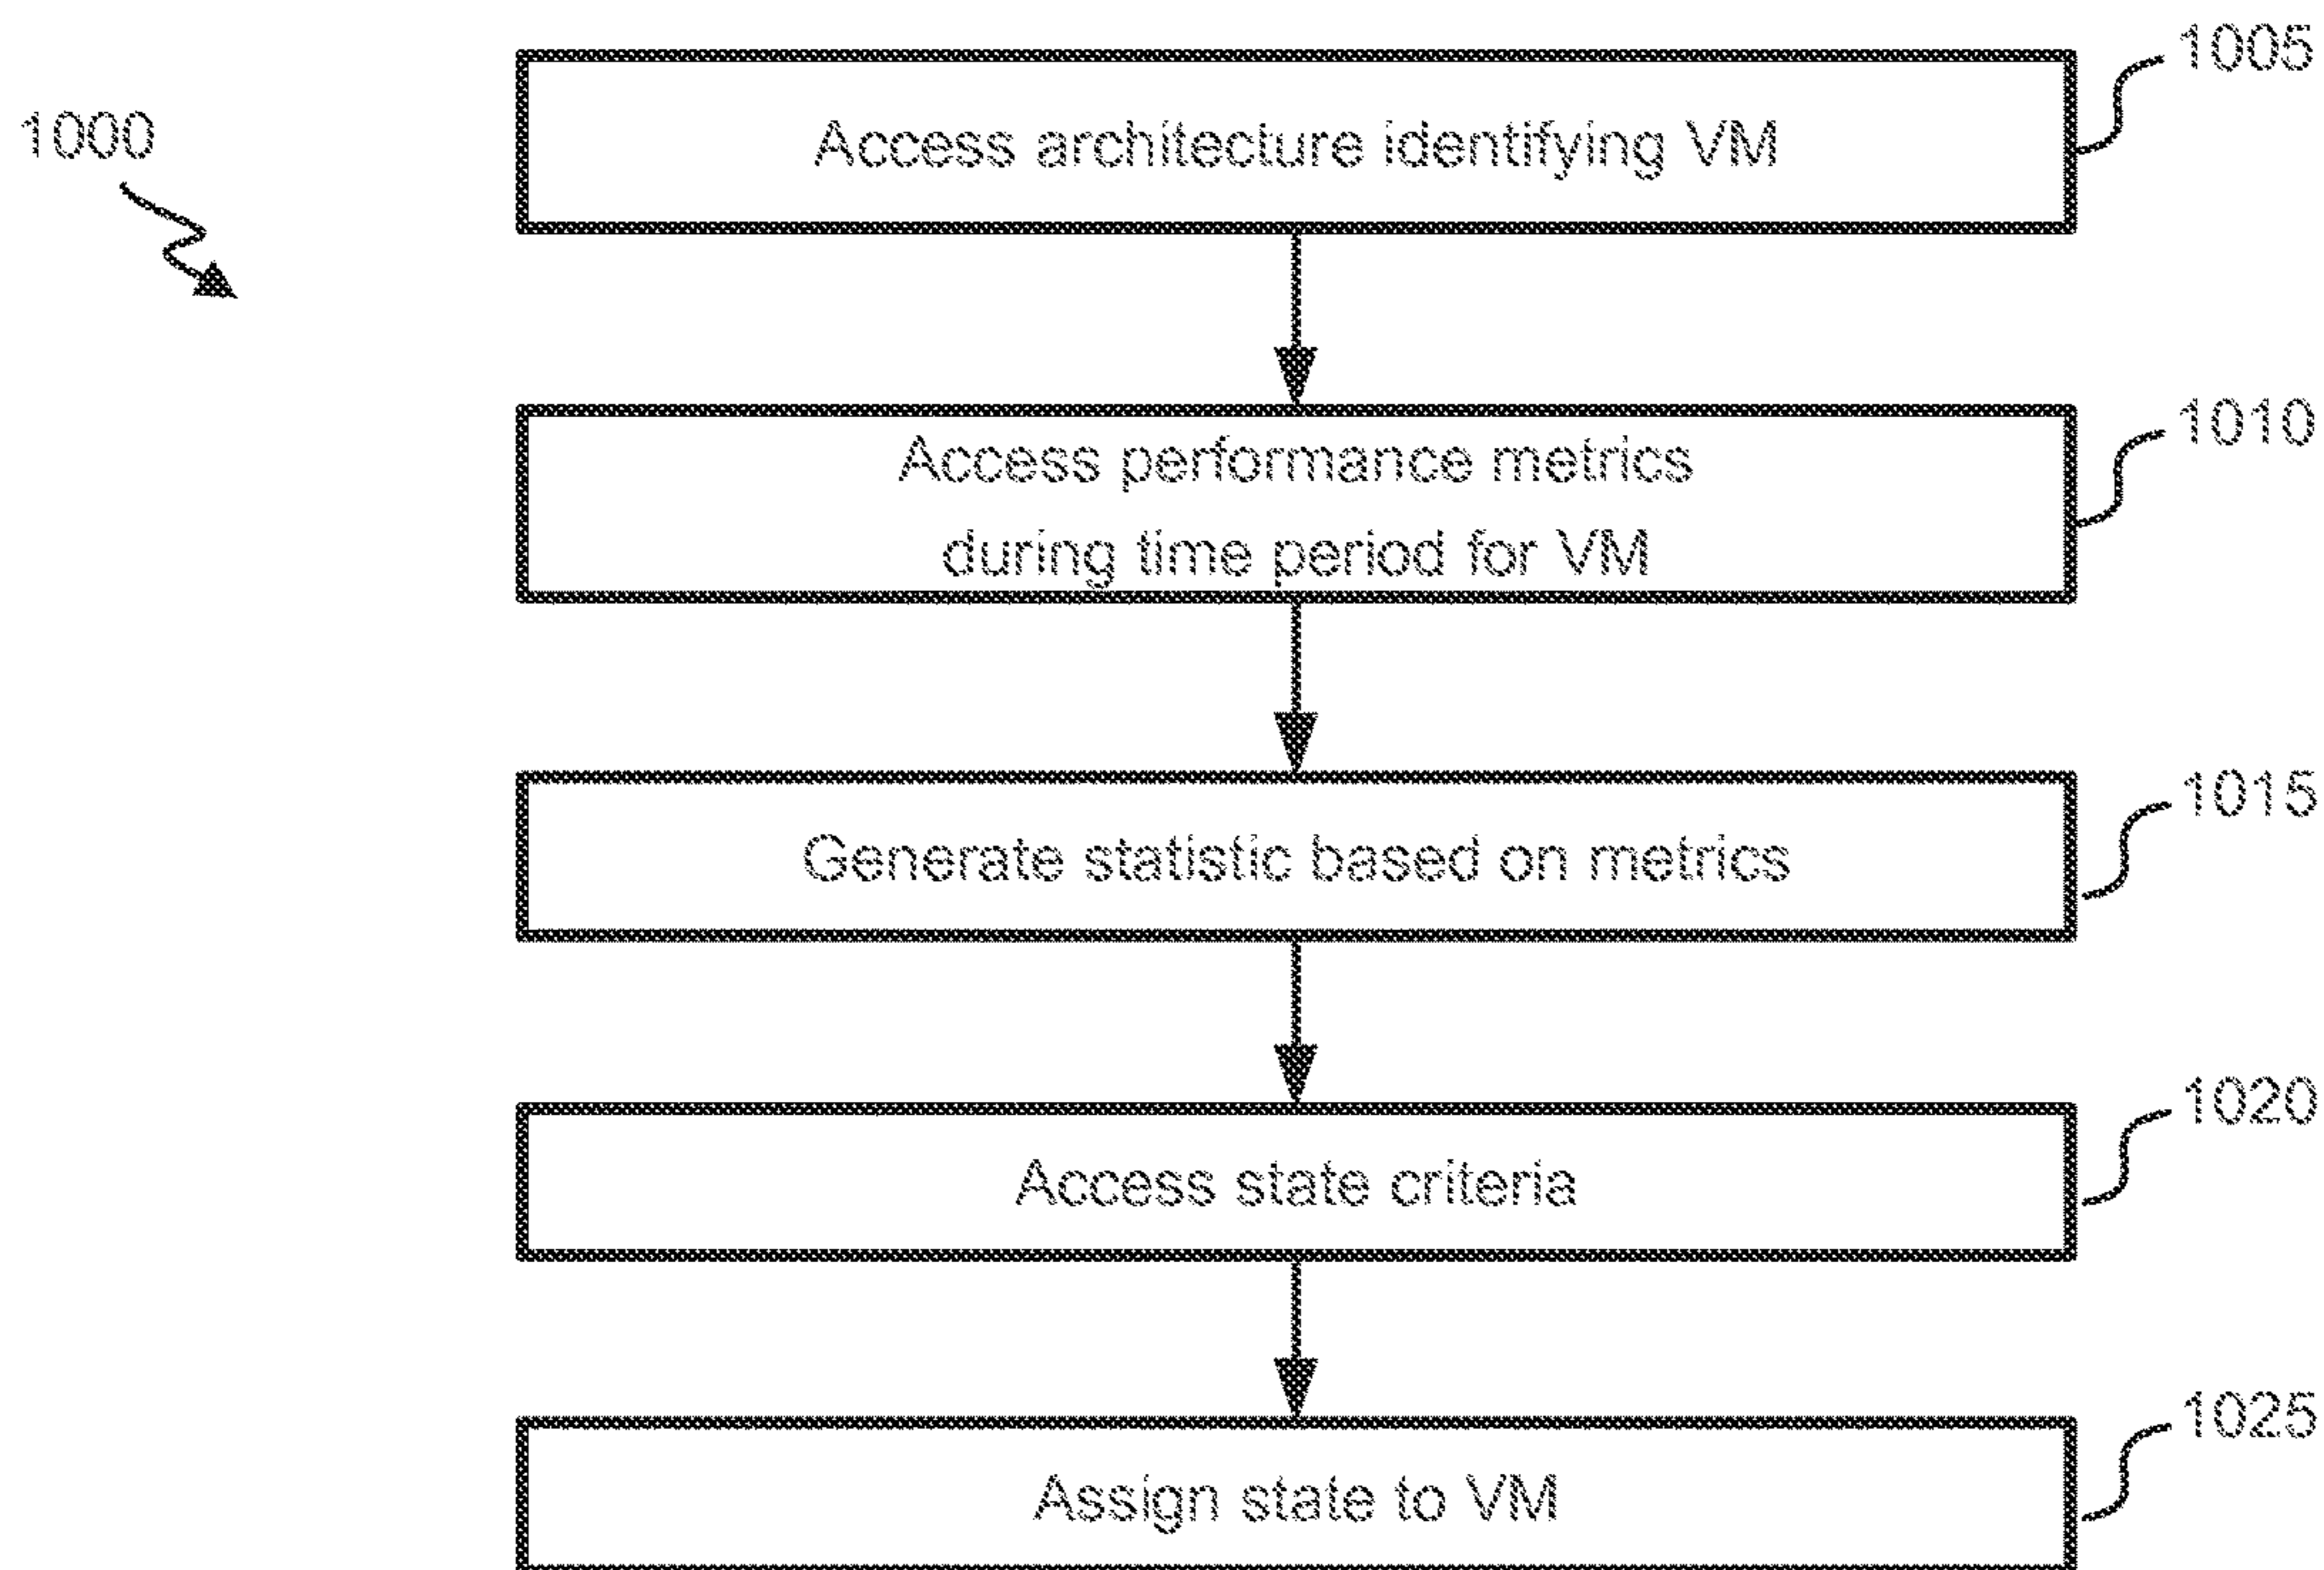 1000
Access architecture identifying VM
1005
Access performance metrics
during time period for VM
1010
Generate statistic based on metrics
1015
Access state criteria
1020
Assign state to VM
1025